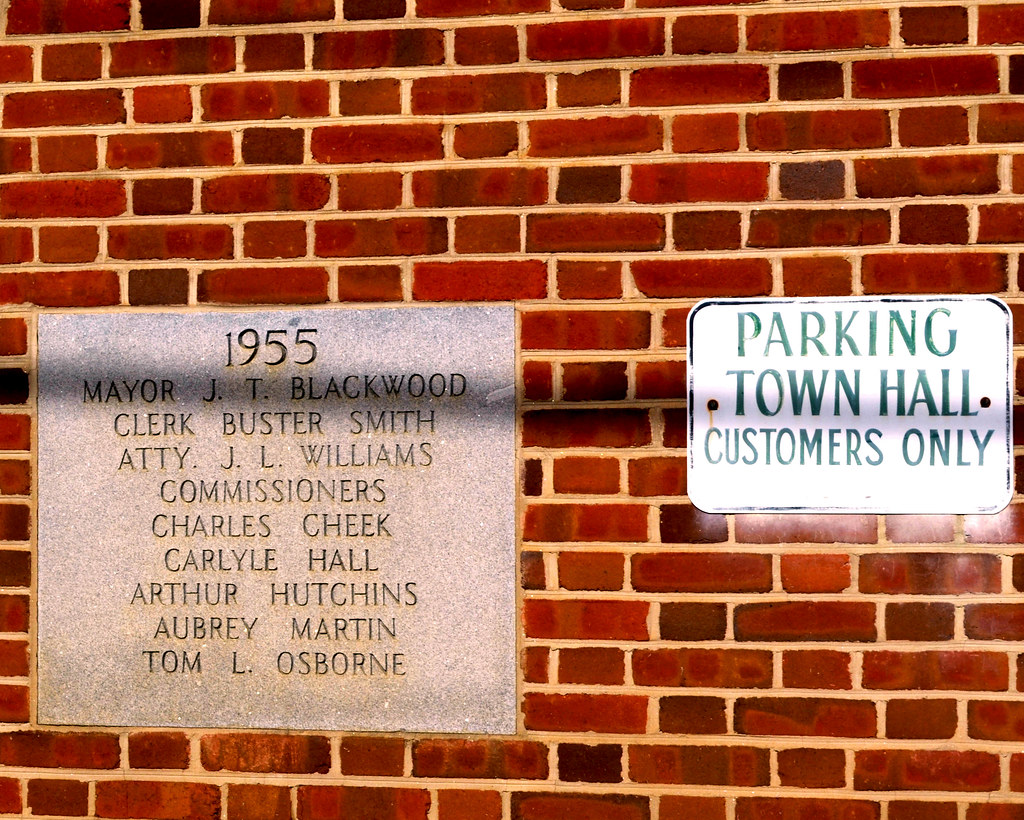 1955
MAYOR J. T. BLACKWOOD
CLERK BUSTER SMITH
ATTY. J. L. WILLIAMS
COMMISSIONERS
CHARLES CHEEK
CARLYLE HALL
ARTHUR HUTCHINS
AUBREY MARTIN
TOM L. OSBORNE
PARKING
TOWN HALL
CUSTOMERS ONLY